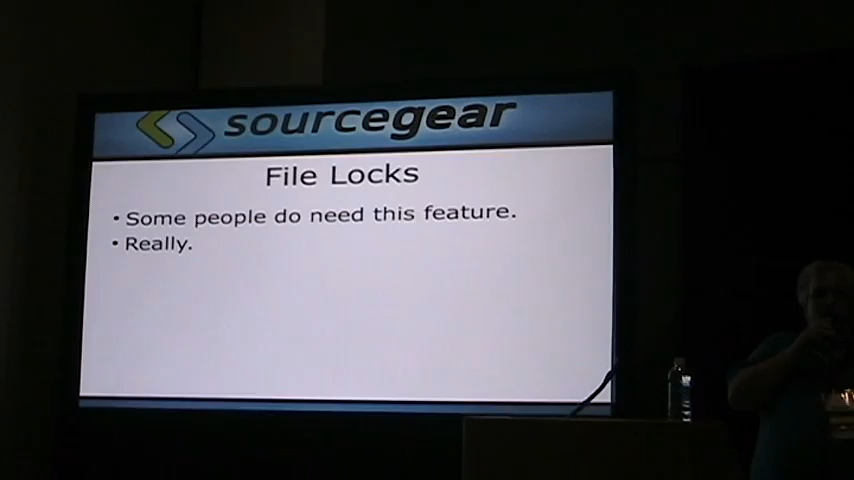 sourcegear
File Locks
• Some people do need this feature.
• Really.